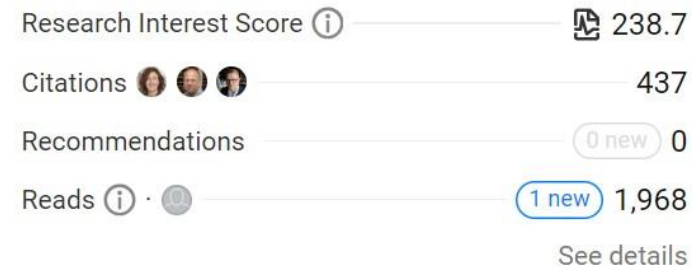 Research Interest Score 238.7
Citations 437
Recommendations 0 new 0
Reads · 1 new 1,968
See details